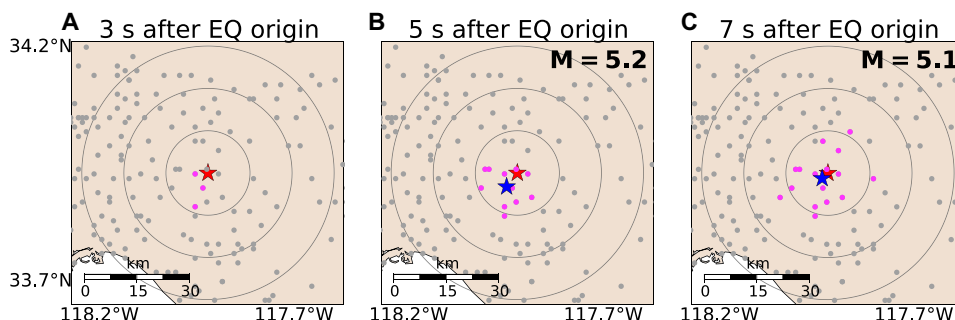 A 3 s after EQ origin
B 5 s after EQ origin
C 7 s after EQ origin
34.2°N
M = 5.2
M = 5.1
km
0 15 30
km
0 15 30
km
0 15 30
33.7°N
118.2°W 117.7°W
118.2°W 117.7°W
118.2°W 117.7°W